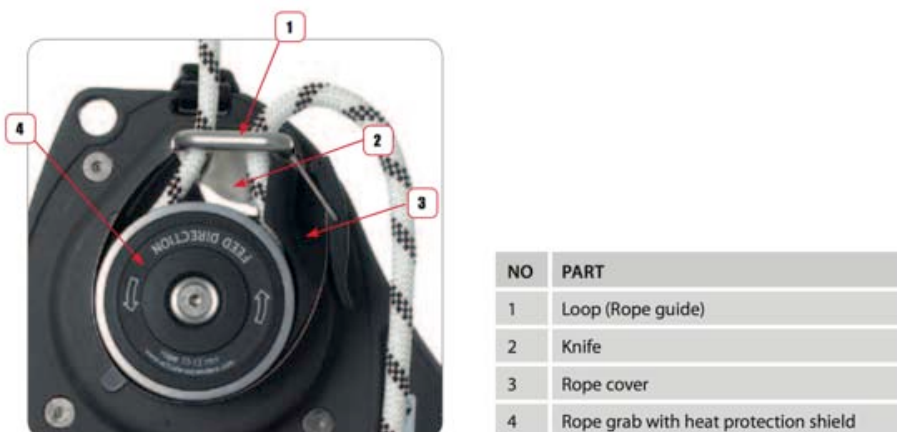 1
2
4
3
FEED DIRECTION
NO PART
1 Loop (Rope guide)
2 Knife
3 Rope cover
4 Rope grab with heat protection shield